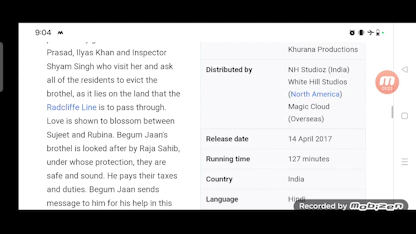 9:04
Prasad, Ilyas Khan and Inspector
Shyam Singh who visit her and ask
all of the residents to evict the
brothel, as it lies on the land that the
Radcliffe Line is to pass through.
Love is shown to blossom between
Sujeet and Rubina. Begum Jaan's
brothel is looked after by Raja Sahib,
under whose protection, they are
safe and sound. He pays their taxes
and duties. Begum Jaan sends
message to him for his help in this
Khurana Productions
Distributed by NH Studioz (India)
White Hill Studios
(North America)
Magic Cloud
(Overseas)
Release date 14 April 2017
Running time 127 minutes
Country India
Language Hindi
Recorded by
MOBIZEN